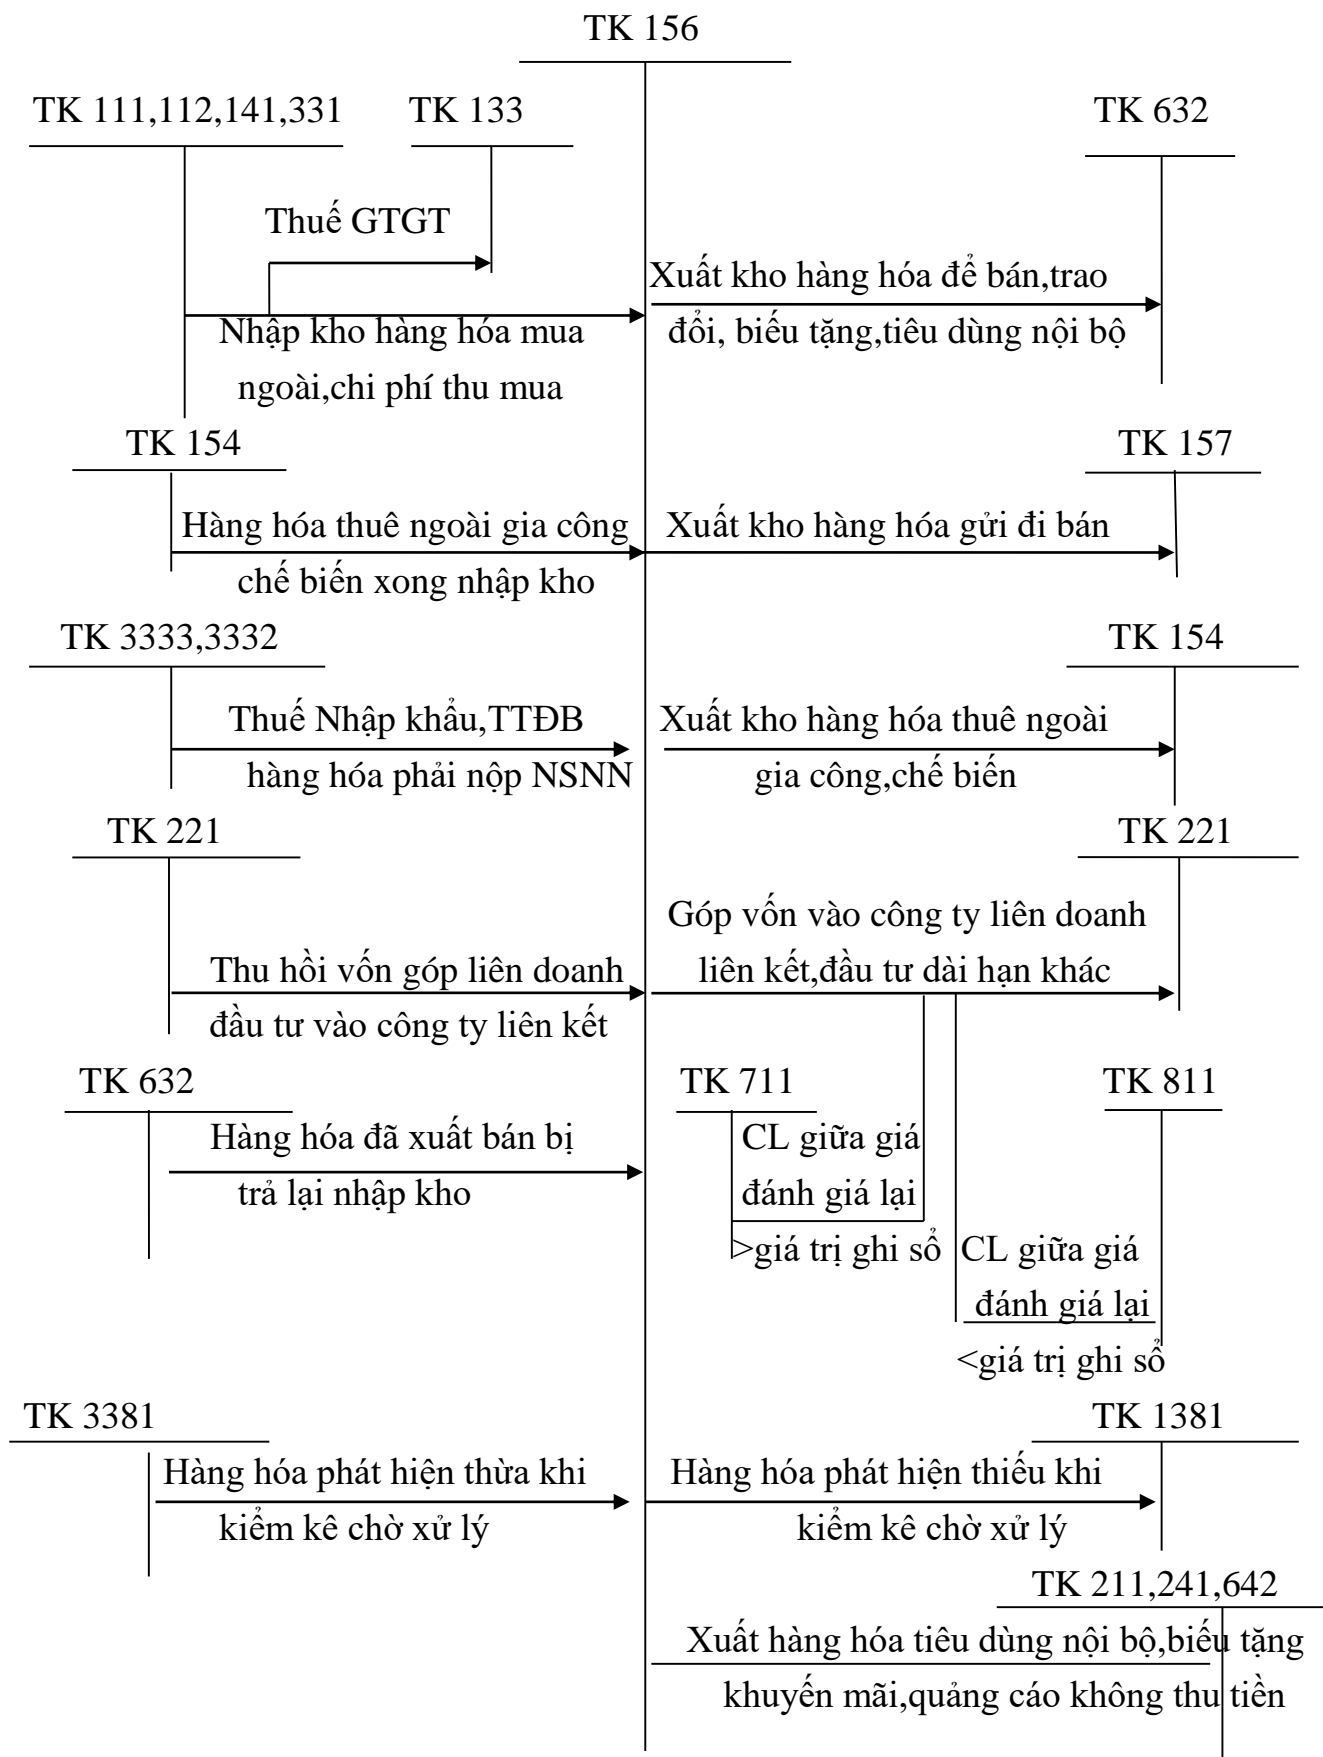 TK 156
TK 111,112,141,331
TK 133
TK 632
Thuế GTGT
Xuất kho hàng hóa để bán,trao
đổi, biếu tặng,tiêu dùng nội bộ
Nhập kho hàng hóa mua
ngoài,chi phí thu mua
TK 154
TK 157
Hàng hóa thuê ngoài gia công
chế biến xong nhập kho
Xuất kho hàng hóa gửi đi bán
TK 3333,3332
TK 154
Thuế Nhập khẩu,TTĐB
hàng hóa phải nộp NSNN
Xuất kho hàng hóa thuê ngoài
gia công,chế biến
TK 221
TK 221
Thu hồi vốn góp liên doanh
đầu tư vào công ty liên kết
Góp vốn vào công ty liên doanh
liên kết,đầu tư dài hạn khác
TK 632
TK 711
TK 811
Hàng hóa đã xuất bán bị
trả lại nhập kho
CL giữa giá
đánh giá lại
>giá trị ghi sổ
CL giữa giá
đánh giá lại
<giá trị ghi sổ
TK 3381
TK 1381
Hàng hóa phát hiện thừa khi
kiểm kê chờ xử lý
Hàng hóa phát hiện thiếu khi
kiểm kê chờ xử lý
TK 211,241,642
Xuất hàng hóa tiêu dùng nội bộ,biếu tặng
khuyến mãi,quảng cáo không thu tiền